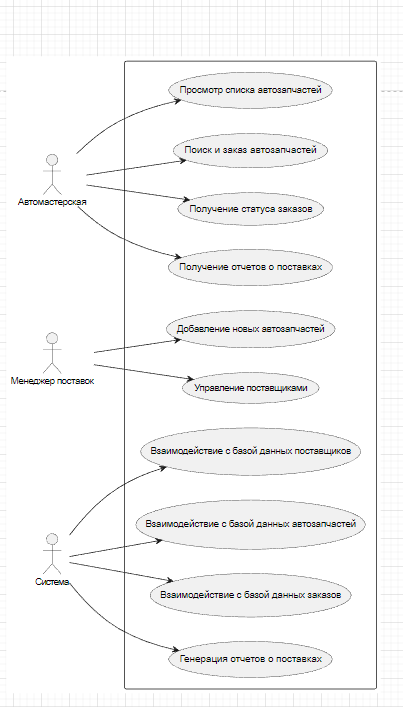 Просмотр списка автозапчастей
Поиск и заказ автозапчастей
Автомастерская
Получение статуса заказов
Получение отчетов о поставках
Добавление новых автозапчастей
Менеджер поставок
Управление поставщиками
Взаимодействие с базой данных поставщиков
Взаимодействие с базой данных автозапчастей
Система
Взаимодействие с базой данных заказов
Генерация отчетов о поставках